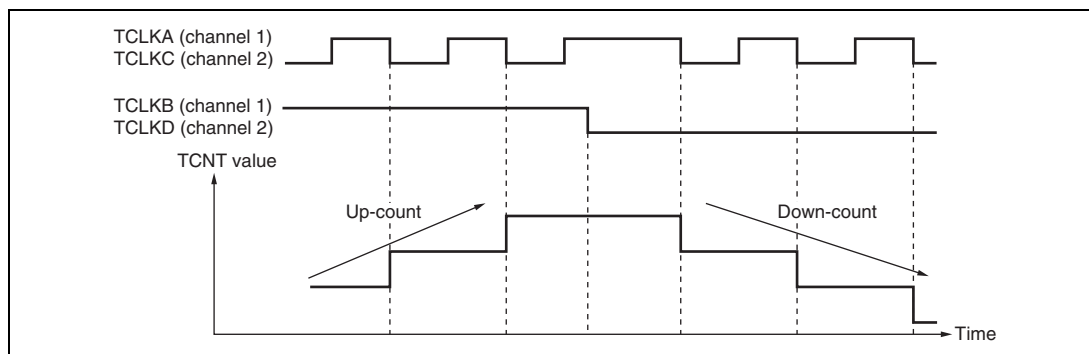 TCLKA (channel 1)
TCLKC (channel 2)
TCLKB (channel 1)
TCLKD (channel 2)
TCNT value
Up-count
Down-count
Time